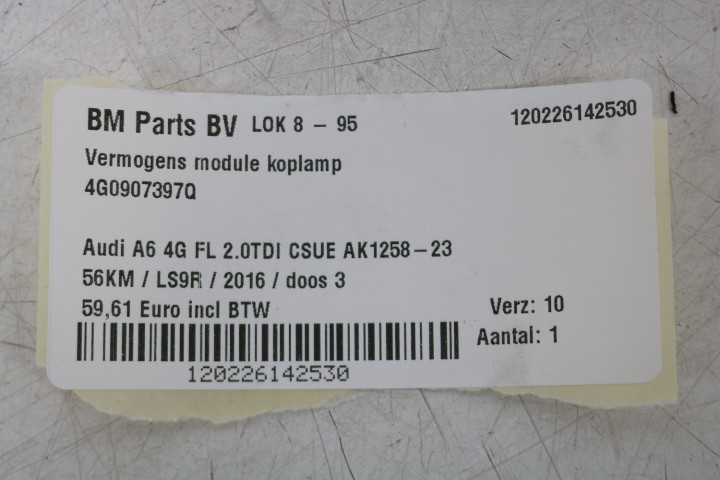 BM Parts BV LOK 8 - 95 120226142530
Vermogens module koplamp
4G0907397Q
Audi A6 4G FL 2.0TDI CSUE AK1258-23
56KM / LS9R / 2016 / doos 3
59,61 Euro incl BTW Verz: 10
Aantal: 1
120226142530